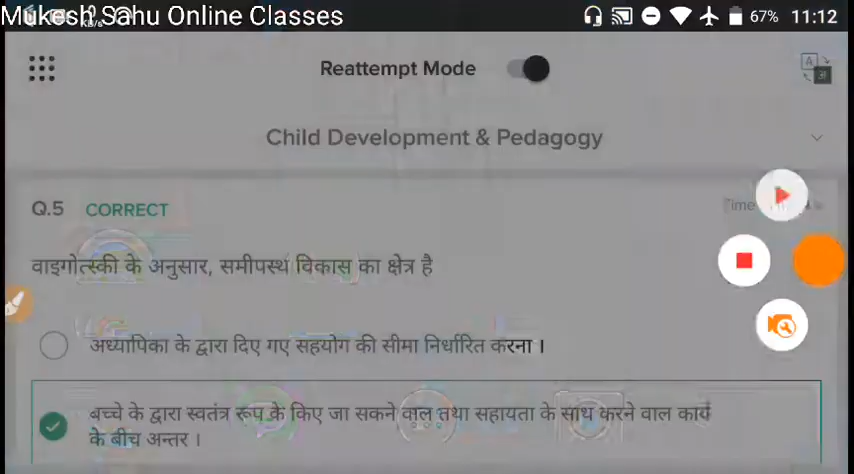 Mukesh Sahu Online Classes
67% 11:12
Reattempt Mode
Child Development & Pedagogy
Q.5 CORRECT
Time
वाइगोत्स्की के अनुसार, समीपस्थ विकास का क्षेत्र है
अध्यापिका के द्वारा दिए गए सहयोग की सीमा निर्धारित करना ।
बच्चे के द्वारा स्वतंत्र रूप के किए जा सकने वाल तथा सहायता के साथ करने वाल कार्य
के बीच अन्तर ।